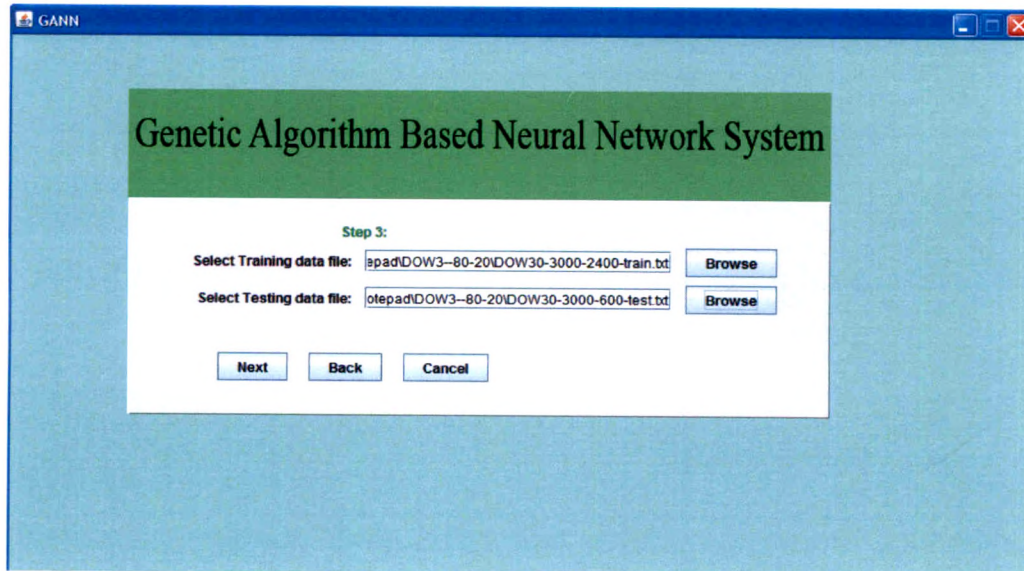 GANN
Genetic Algorithm Based Neural Network System
Step 3:
Select Training data file: epad\DOW3--80-20\DOW30-3000-2400-train.txt Browse
Select Testing data file: otepad\DOW3--80-20\DOW30-3000-600-test.txt Browse
Next Back Cancel